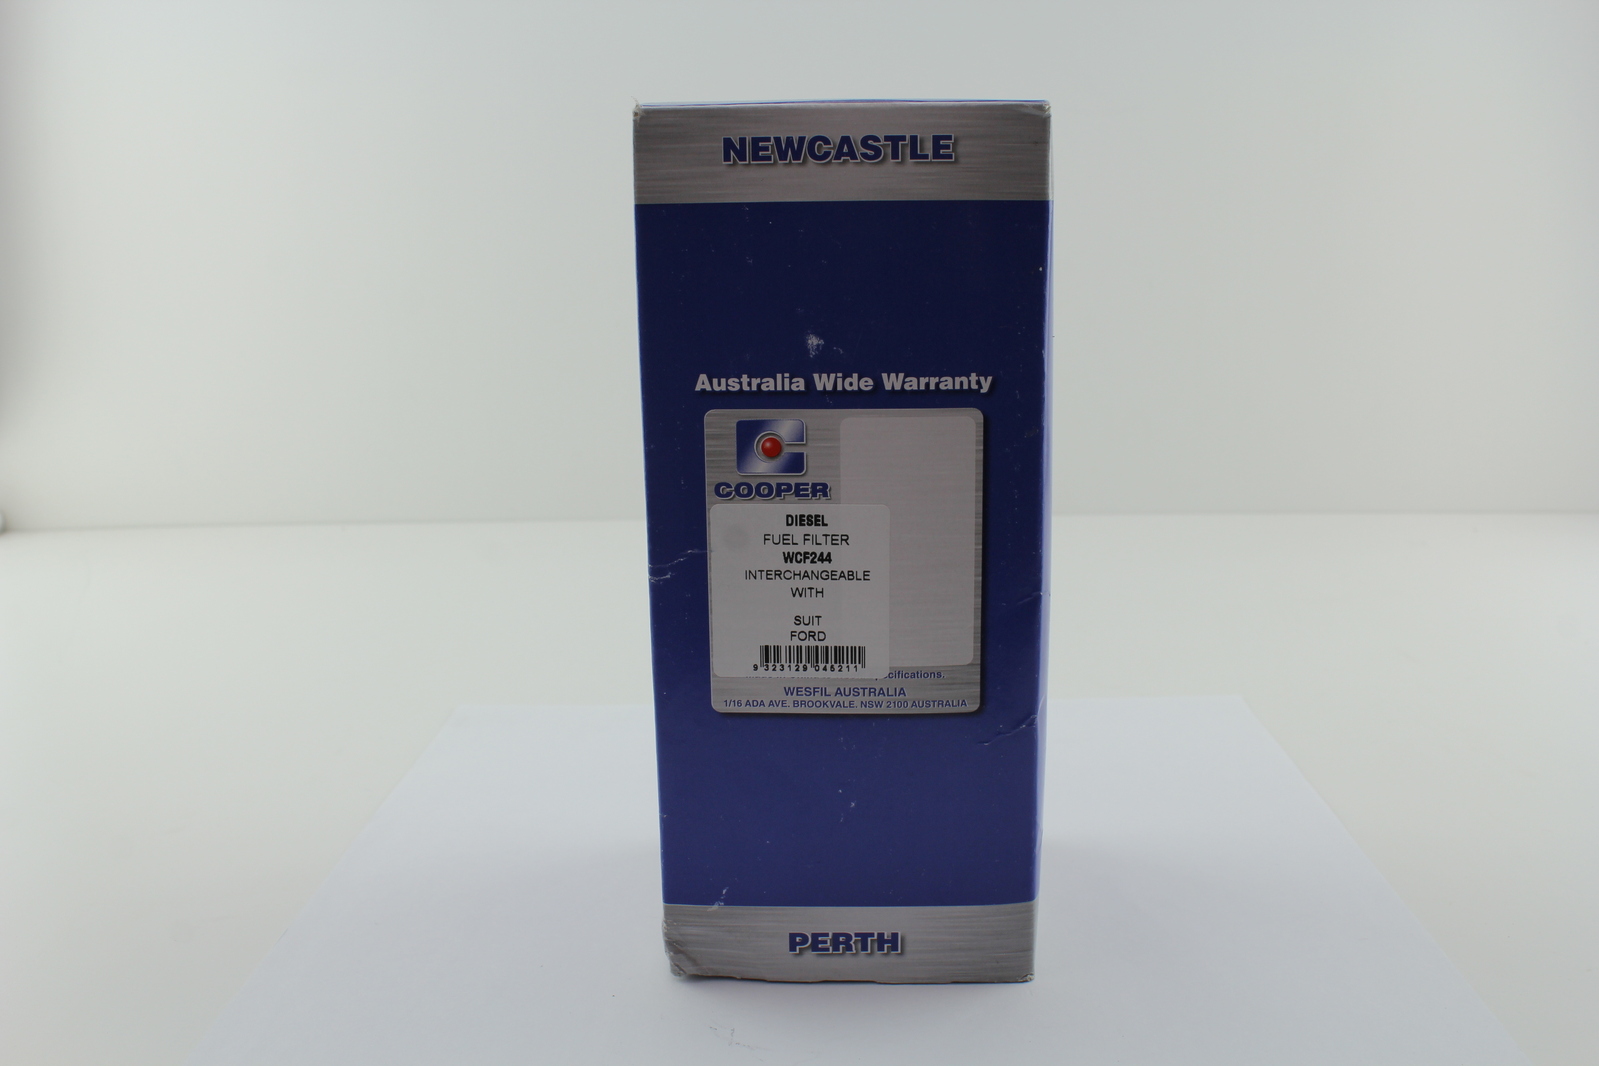 NEWCASTLE
Australia Wide Warranty
COOPER
DIESEL
FUEL FILTER
WCF244
INTERCHANGEABLE
WITH
SUIT
FORD
9 323129 045211
WESFIL AUSTRALIA
1/16 ADA AVE. BROOKVALE. NSW 2100 AUSTRALIA
PERTH